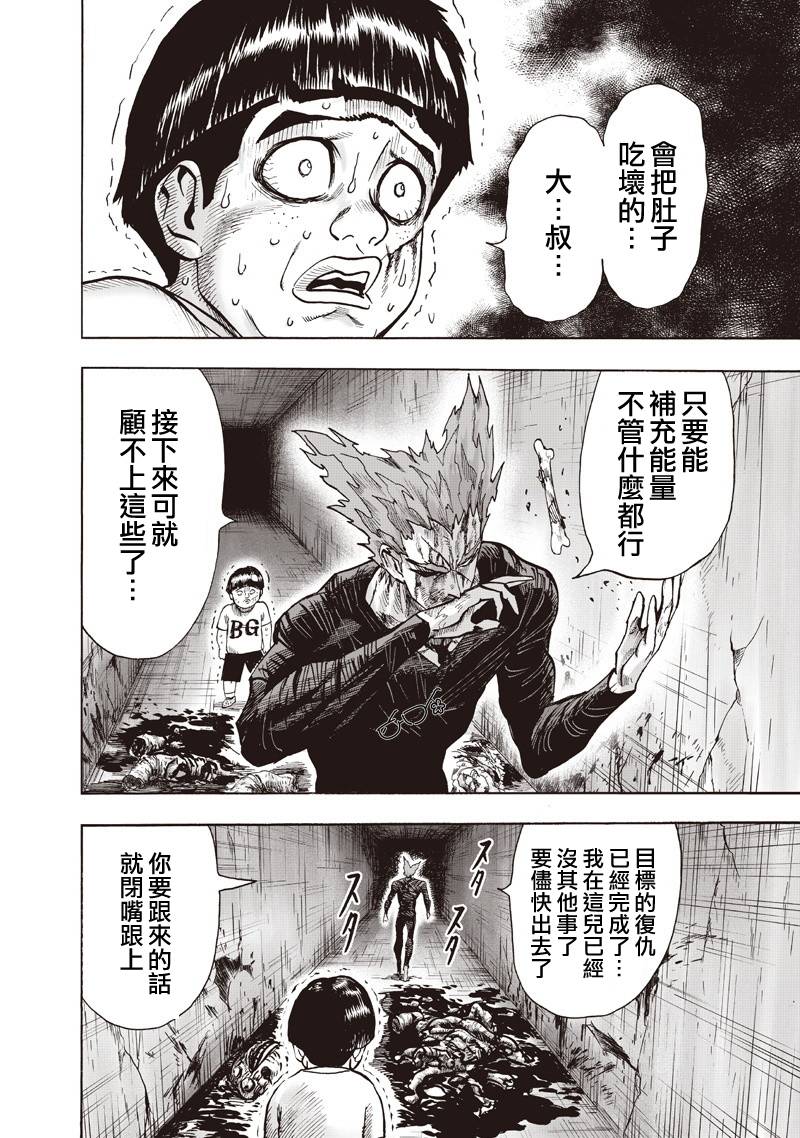 會把肚子
吃壞的…
大…叔…
只要能
補充能量
不管什麼都行
接下來可就
顧不上這些了…
BG
目標的復仇
已經完成了…
我在這兒已經
沒其他事了
要儘快出去了
スタ
スタ
スタ
スタ
你要跟來的話
就閉嘴跟上